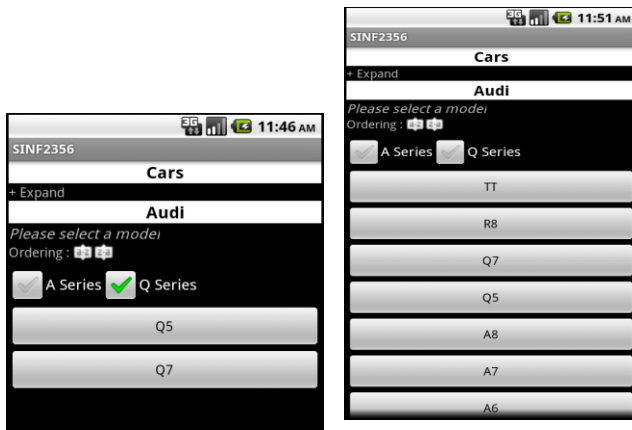 11:46 AM
SINF2356
Cars
+ Expand
Audi
Please select a model
Ordering : a-z z-a
A Series Q Series
Q5
Q7
3G 11:51 AM
SINF2356
Cars
+ Expand
Audi
Please select a model
Ordering :
A Series Q Series
TT
R8
Q7
Q5
A8
A7
A6